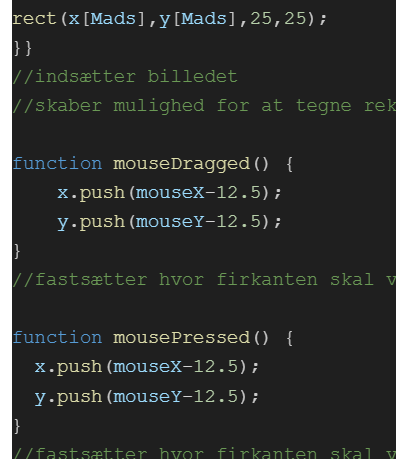 rect(x[Mads],y[Mads],25,25);
}}
//indsætter billedet
//skaber mulighed for at tegne rek
function mouseDragged() {
x.push(mouseX-12.5);
y.push(mouseY-12.5);
}
//fastsætter hvor firkanten skal v
function mousePressed() {
x.push(mouseX-12.5);
y.push(mouseY-12.5);
}
//fastsætter hvor firkanten skal v